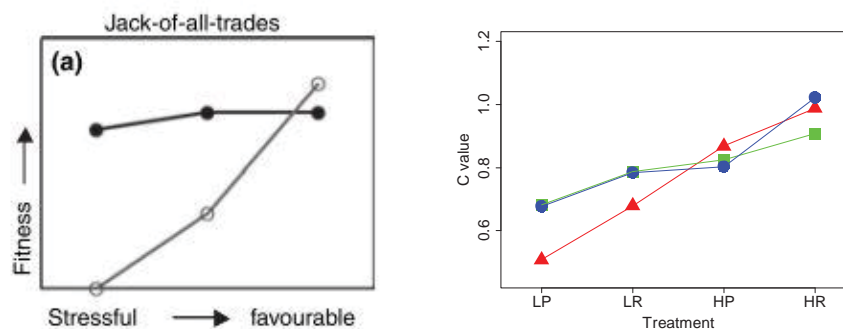 Jack-of-all-trades
(a)
Fitness
Stressful favourable
C value
1.2
1.0
0.8
0.6
LP LR HP HR
Treatment